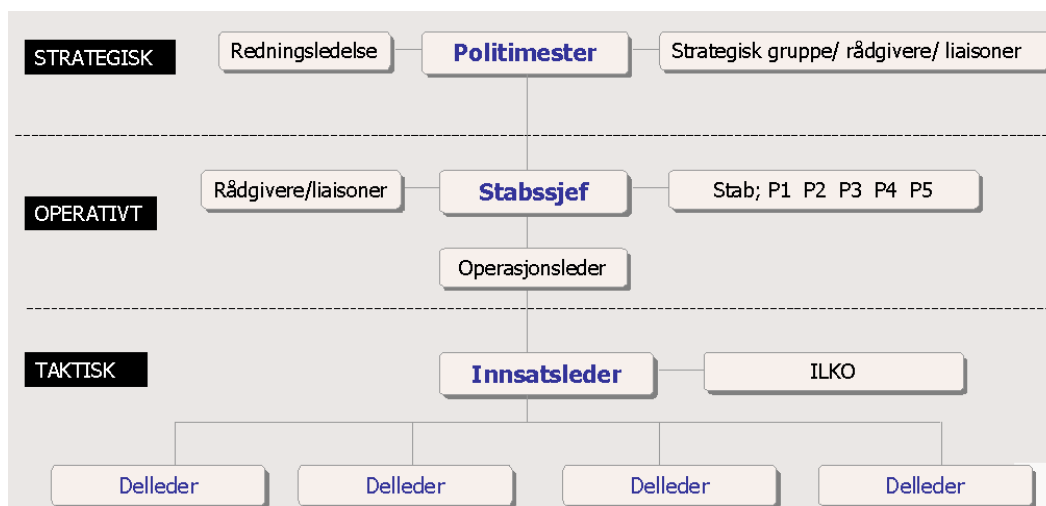 STRATEGISK
Redningsledelse
Politimester
Strategisk gruppe/ rådgivere/ liaisoner
OPERATIVT
Rådgivere/liaisoner
Stabssjef
Stab; P1 P2 P3 P4 P5
Operasjonsleder
TAKTISK
Innsatsleder
ILKO
Delleder
Delleder
Delleder
Delleder